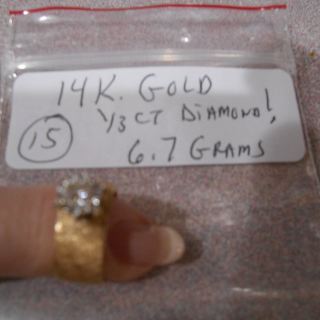 14K. GOLD
1/3 CT DIAMOND!
15
6.7 GRAMS